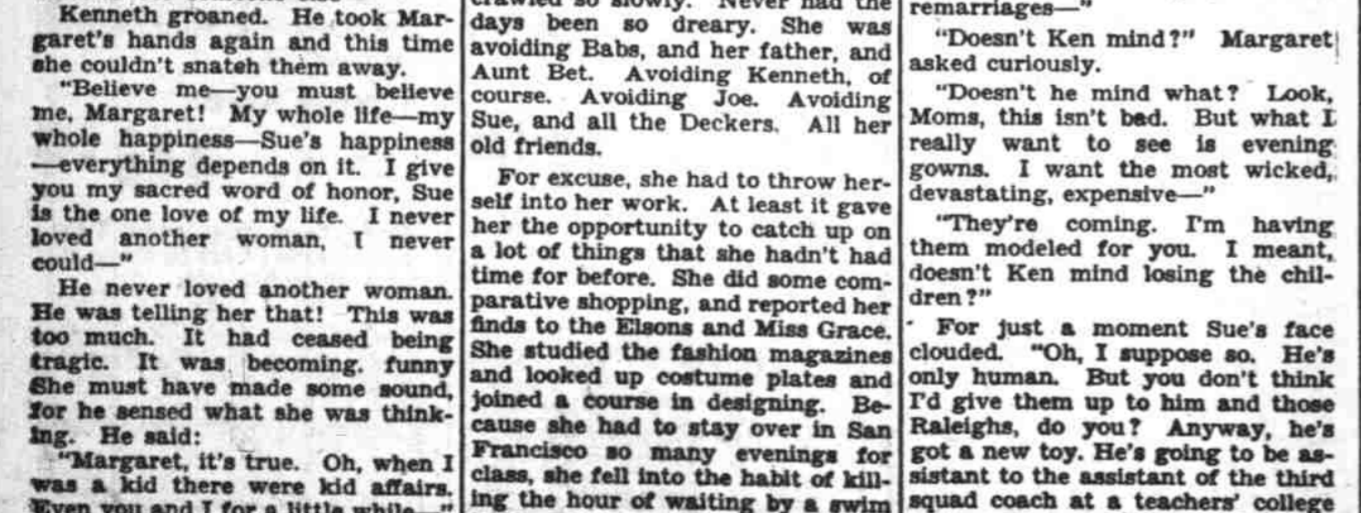 Kenneth groaned. He took Mar-
garet's hands again and this time
she couldn't snateh them away.
"Believe me—you must believe
me, Margaret! My whole life—my
whole happiness—Sue's happiness
—everything depends on it. I give
you my sacred word of honor, Sue
is the one love of my life. I never
loved another woman, I never
could—"
He never loved another woman.
He was telling her that! This was
too much. It had ceased being
tragic. It was becoming. funny
She must have made some sound,
for he sensed what she was think-
ing. He said:
"Margaret, it's true. Oh, when I
was a kid there were kid affairs.
Even you and I for a little while—"
crawled so slowly. Never had the
days been so dreary. She was
avoiding Babs, and her father, and
Aunt Bet. Avoiding Kenneth, of
course. Avoiding Joe. Avoiding
Sue, and all the Deckers. All her
old friends.
For excuse, she had to throw her-
self into her work. At least it gave
her the opportunity to catch up on
a lot of things that she hadn't had
time for before. She did some com-
parative shopping, and reported her
finds to the Elsons and Miss Grace.
She studied the fashion magazines
and looked up costume plates and
joined a course in designing. Be-
cause she had to stay over in San
Francisco so many evenings for
class, she fell into the habit of kill-
ing the hour of waiting by a swim
remarriages—"
"Doesn't Ken mind?" Margaret
asked curiously.
"Doesn't he mind what? Look,
Moms, this isn't bad. But what I
really want to see is evening
gowns. I want the most wicked,
devastating, expensive—"
"They're coming. I'm having
them modeled for you. I meant,
doesn't Ken mind losing the chil-
dren?"
For just a moment Sue's face
clouded. "Oh, I suppose so. He's
only human. But you don't think
I'd give them up to him and those
Raleighs, do you? Anyway, he's
got a new toy. He's going to be as-
sistant to the assistant of the third
squad coach at a teachers' college